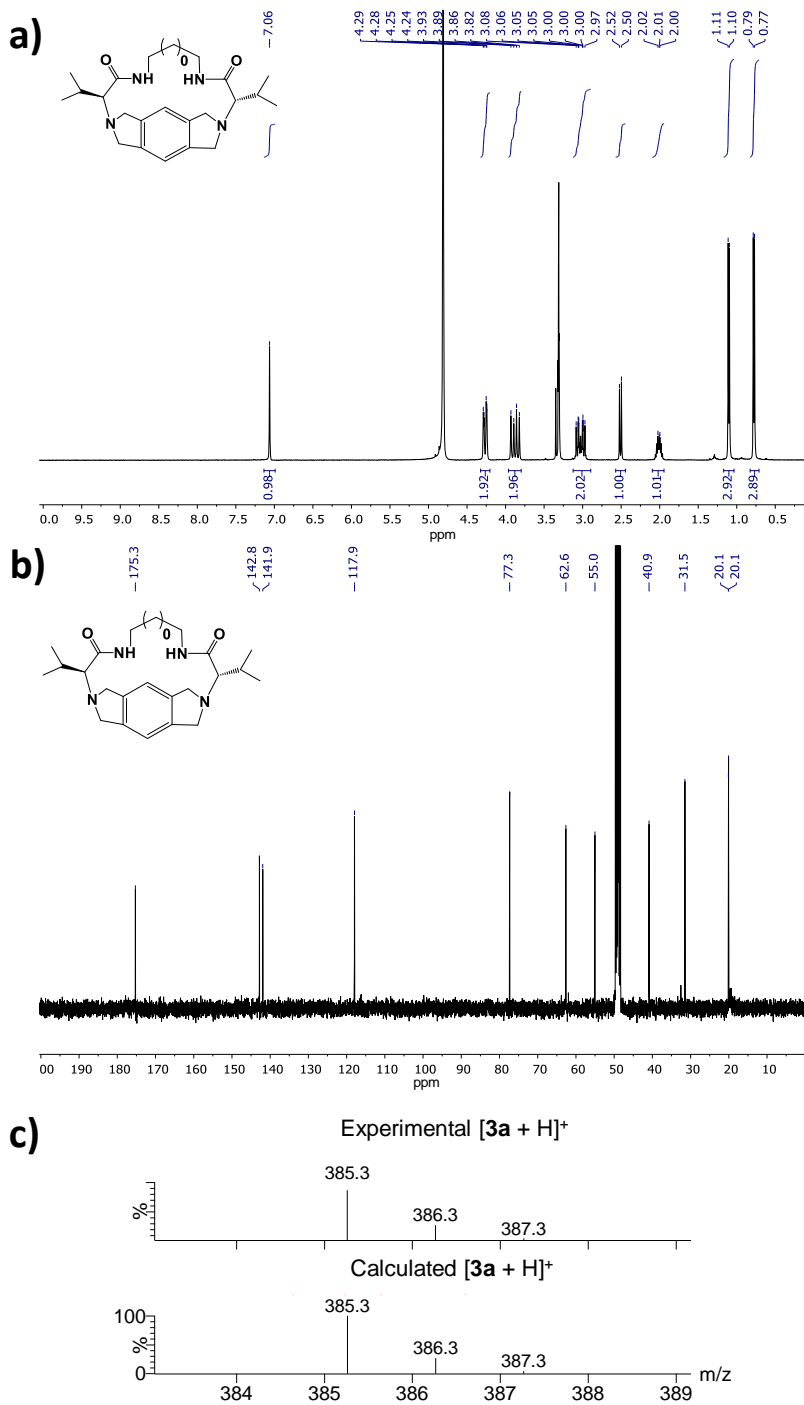 a)
7.06
4.29 4.28 4.25 4.24 3.93 3.89 3.86 3.82 3.08 3.06 3.05 3.05 3.00 3.00 3.00 2.97 2.52 2.50 2.02 2.01 2.00 1.11 1.10 0.79 0.77
O
O
0
NH HN
N
N
0.98 1.92 1.96 2.02 1.00 1.01 2.92 2.89
0.0 9.5 9.0 8.5 8.0 7.5 7.0 6.5 6.0 5.5 5.0 4.5 4.0 3.5 3.0 2.5 2.0 1.5 1.0 0.5
ppm
b)
175.3 142.8 141.9 117.9 77.3 62.6 55.0 40.9 31.5 20.1 20.1
O
O
0
NH HN
N
N
00 190 180 170 160 150 140 130 120 110 100 90 80 70 60 50 40 30 20 10
ppm
c)
Experimental [3a + H]+
385.3
386.3
387.3
%
Calculated [3a + H]+
385.3
386.3
387.3
100
%
0
m/z
384 385 386 387 388 389